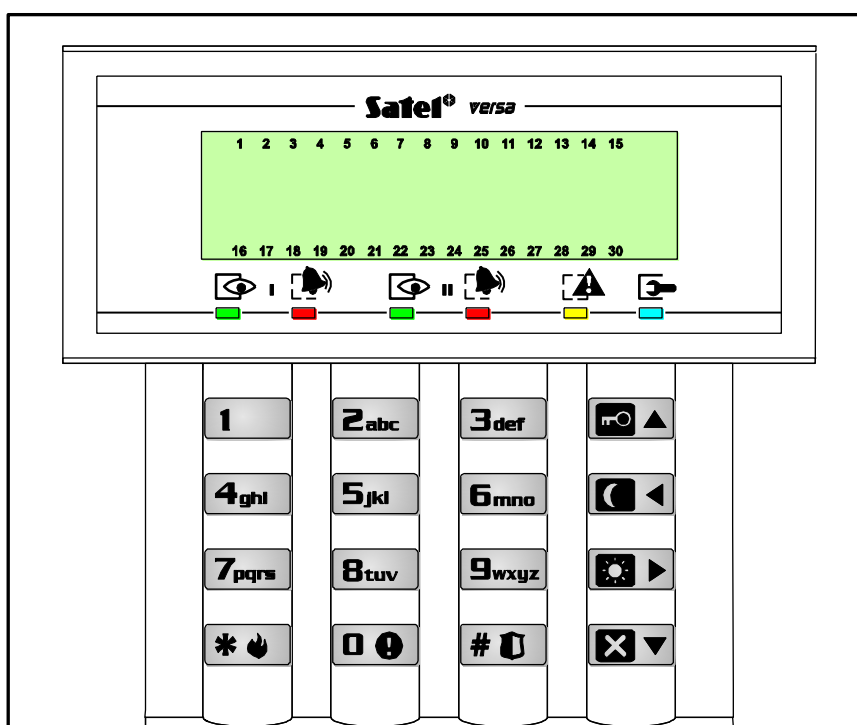 Satel® versa
1 2 3 4 5 6 7 8 9 10 11 12 13 14 15
16 17 18 19 20 21 22 23 24 25 26 27 28 29 30
I II
1 2abc 3def
4ghi 5jkl 6mno
7pqrs 8tuv 9wxyz
* 0 #